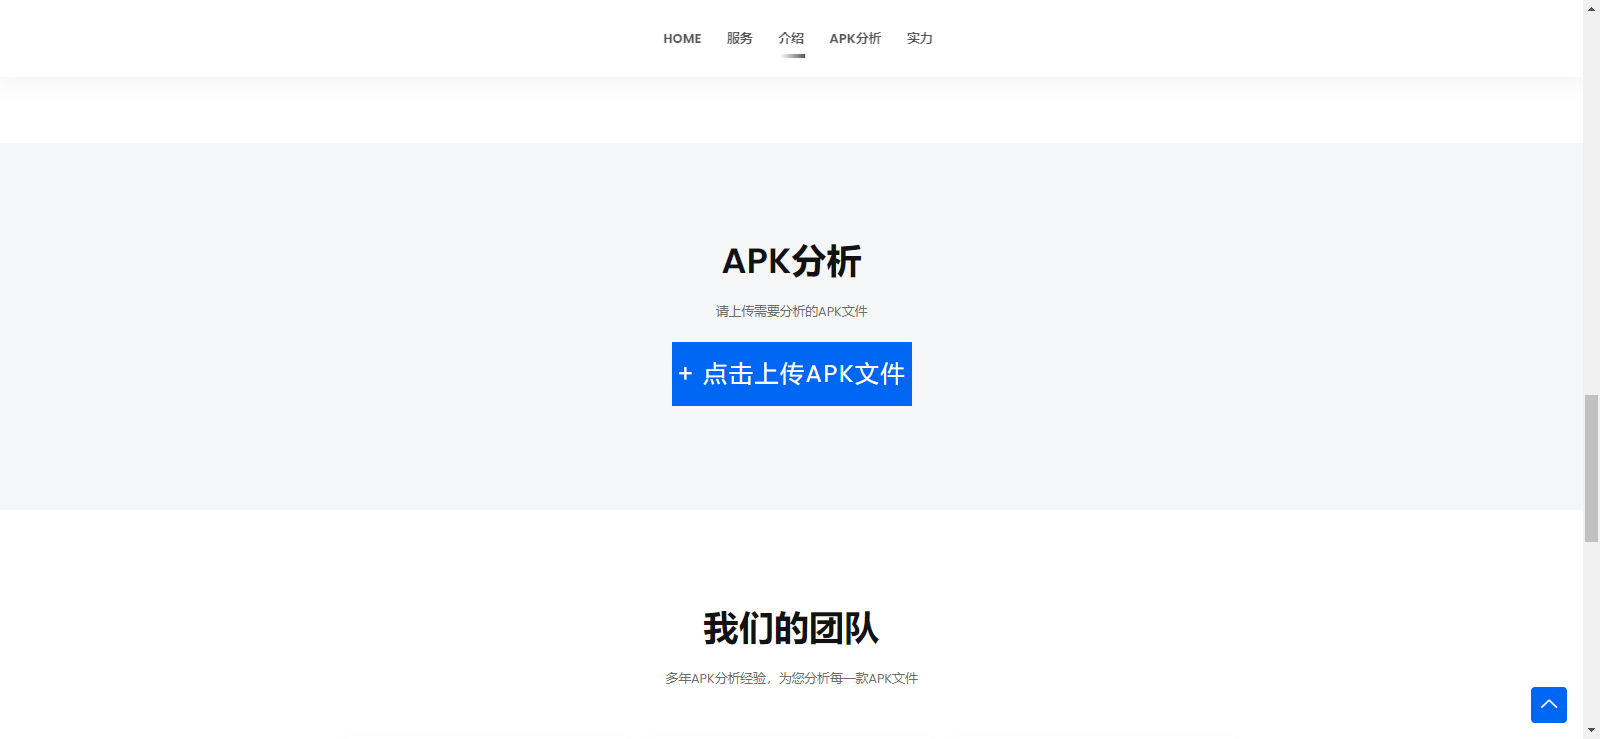 HOME 服务 介绍 APK分析 实力
APK分析
请上传需要分析的APK文件
+ 点击上传APK文件
我们的团队
多年APK分析经验，为您分析每一款APK文件